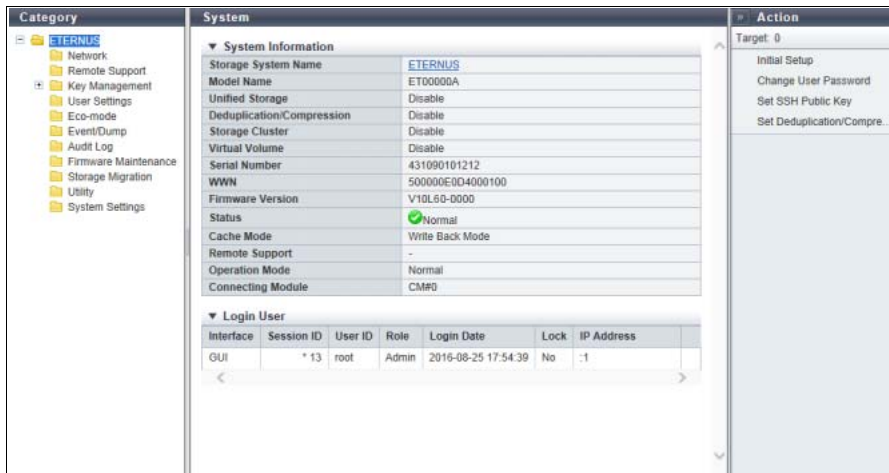 Category
ETERNUS
Network
Remote Support
Key Management
User Settings
Eco-mode
Event/Dump
Audit Log
Firmware Maintenance
Storage Migration
Utility
System Settings
System
▼ System Information
Storage System Name ETERNUS
Model Name ET00000A
Unified Storage Disable
Deduplication/Compression Disable
Storage Cluster Disable
Virtual Volume Disable
Serial Number 431090101212
WWN 500000E0D4000100
Firmware Version V10L60-0000
Status Normal
Cache Mode Write Back Mode
Remote Support -
Operation Mode Normal
Connecting Module CM#0
▼ Login User
Interface Session ID User ID Role Login Date Lock IP Address
GUI * 13 root Admin 2016-08-25 17:54:39 No :1
» Action
Target: 0
Initial Setup
Change User Password
Set SSH Public Key
Set Deduplication/Compre...